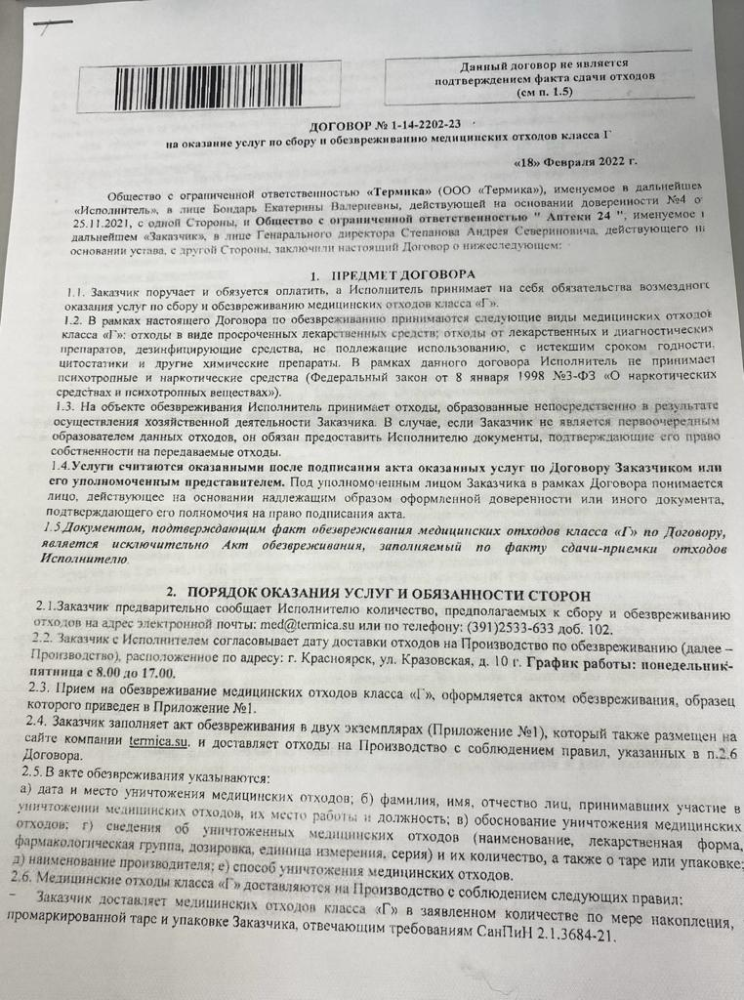 Данный договор не является
подтверждением факта сдачи отходов
(см п. 1.5)
ДОГОВОР № 1-14-2202-23
на оказание услуг по сбору и обезвреживанию медицинских отходов класса Г
«18» Февраля 2022 г.
Общество с ограниченной ответственностью «Термика» (ООО «Термика»), именуемое в дальнейшем
«Исполнитель», в лице Бондарь Екатерины Валериевны, действующей на основании доверенности №4 о
25.11.2021, с одной Стороны, и Общество с ограниченной ответственностью " Аптеки 24 ", именуемое
дальнейшем «Заказчик», в лице Генарального директора Степанова Андрея Севериновича, действующего на
основании устава, с другой Стороны, заключили настоящий Договор о нижеследующем:
1. ПРЕДМЕТ ДОГОВОРА
1.1. Заказчик поручает и обязуется оплатить, а Исполнитель принимает на себя обязательства возмездног
оказания услуг по сбору и обезвреживанию медицинских отходов класса «Г».
1.2. В рамках настоящего Договора по обезвреживанию принимаются следующие виды медицинских отходов
класса «Г»: отходы в виде просроченных лекарственных средств; отходы от лекарственных и диагностических
препаратов, дезинфицирующие средства, не подлежащие использованию, с истекшим сроком годности,
цитостатики и другие химические препараты. В рамках данного договора Исполнитель не принимает
психотропные и наркотические средства (Федеральный закон от 8 января 1998 №3-ФЗ «О наркотических
средствах и психотропных веществах»).
1.3. На объекте обезвреживания Исполнитель принимает отходы, образованные непосредственно в результате
осуществления хозяйственной деятельности Заказчика. В случае, если Заказчик не является первоочередным
образователем данных отходов, он обязан предоставить Исполнителю документы, подтверждающие его право
собственности на передаваемые отходы.
1.4.Услуги считаются оказанными после подписания акта оказанных услуг по Договору Заказчиком или
его уполномоченным представителем. Под уполномоченным лицом Заказчика в рамках Договора понимается
лицо, действующее на основании надлежащим образом оформленной доверенности или иного документа,
подтверждающего его полномочия на право подписания акта.
1.5.Документом, подтверждающим факт обезвреживания медицинских отходов класса «Г» по Договору,
является исключительно Акт обезвреживания, заполняемый по факту сдачи-приемки отходов
Исполнителю.
2. ПОРЯДОК ОКАЗАНИЯ УСЛУГ И ОБЯЗАННОСТИ СТОРОН
2.1.Заказчик предварительно сообщает Исполнителю количество, предполагаемых к сбору и обезвреживанию
отходов на адрес электронной почты: med@termica.su или по телефону: (391)2533-633 доб. 102.
2.2. Заказчик с Исполнителем согласовывает дату доставки отходов на Производство по обезвреживанию (далее –
Производство), расположенное по адресу: г. Красноярск, ул. Кразовская, д. 10 г. График работы: понедельник-
пятница с 8.00 до 17.00.
2.3. Прием на обезвреживание медицинских отходов класса «Г», оформляется актом обезвреживания, образец
которого приведен в Приложение №1.
2.4. Заказчик заполняет акт обезвреживания в двух экземплярах (Приложение №1), который также размещен на
сайте компании termica.su, и доставляет отходы на Производство с соблюдением правил, указанных в п.2.6
Договора.
2.5. В акте обезвреживания указываются:
а) дата и место уничтожения медицинских отходов; б) фамилия, имя, отчество лиц, принимавших участие в
уничтожении медицинских отходов, их место работы и должность; в) обоснование уничтожения медицинских
отходов; г) сведения об уничтоженных медицинских отходов (наименование, лекарственная форма,
фармакологическая группа, дозировка, единица измерения, серия) и их количество, а также о таре или упаковке;
д) наименование производителя; е) способ уничтожения медицинских отходов.
2.6. Медицинские отходы класса «Г» доставляются на Производство с соблюдением следующих правил:
– Заказчик доставляет медицинских отходов класса «Г» в заявленном количестве по мере накопления,
промаркированной таре и упаковке Заказчика, отвечающим требованиям СанПиН 2.1.3684-21.